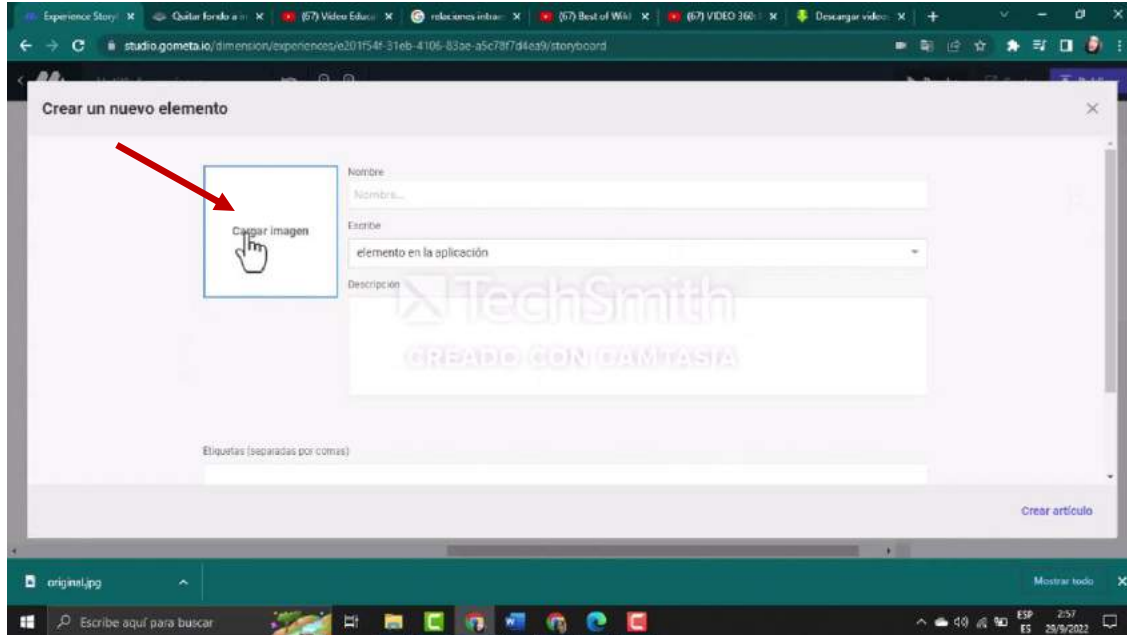 Experience Story
Quitar fondo a
(67) Video Educa
relaciones intra
(67) Best of Wiki
(67) VIDEO 360
Descargar video
studio.gometa.io/dimension/experiences/e201f54f-31eb-4106-83ae-a5c78f7d4ea9/storyboard
Crear un nuevo elemento
Cargar imagen
Nombre
Nombre...
Escribe
elemento en la aplicación
Descripción
TechSmith
CREADO CON CAMTASIA
Etiquetas (separadas por comas)
Crear artículo
original.jpg
Mostrar todo
Escribe aquí para buscar
ESP
ES
2:57
29/9/2022